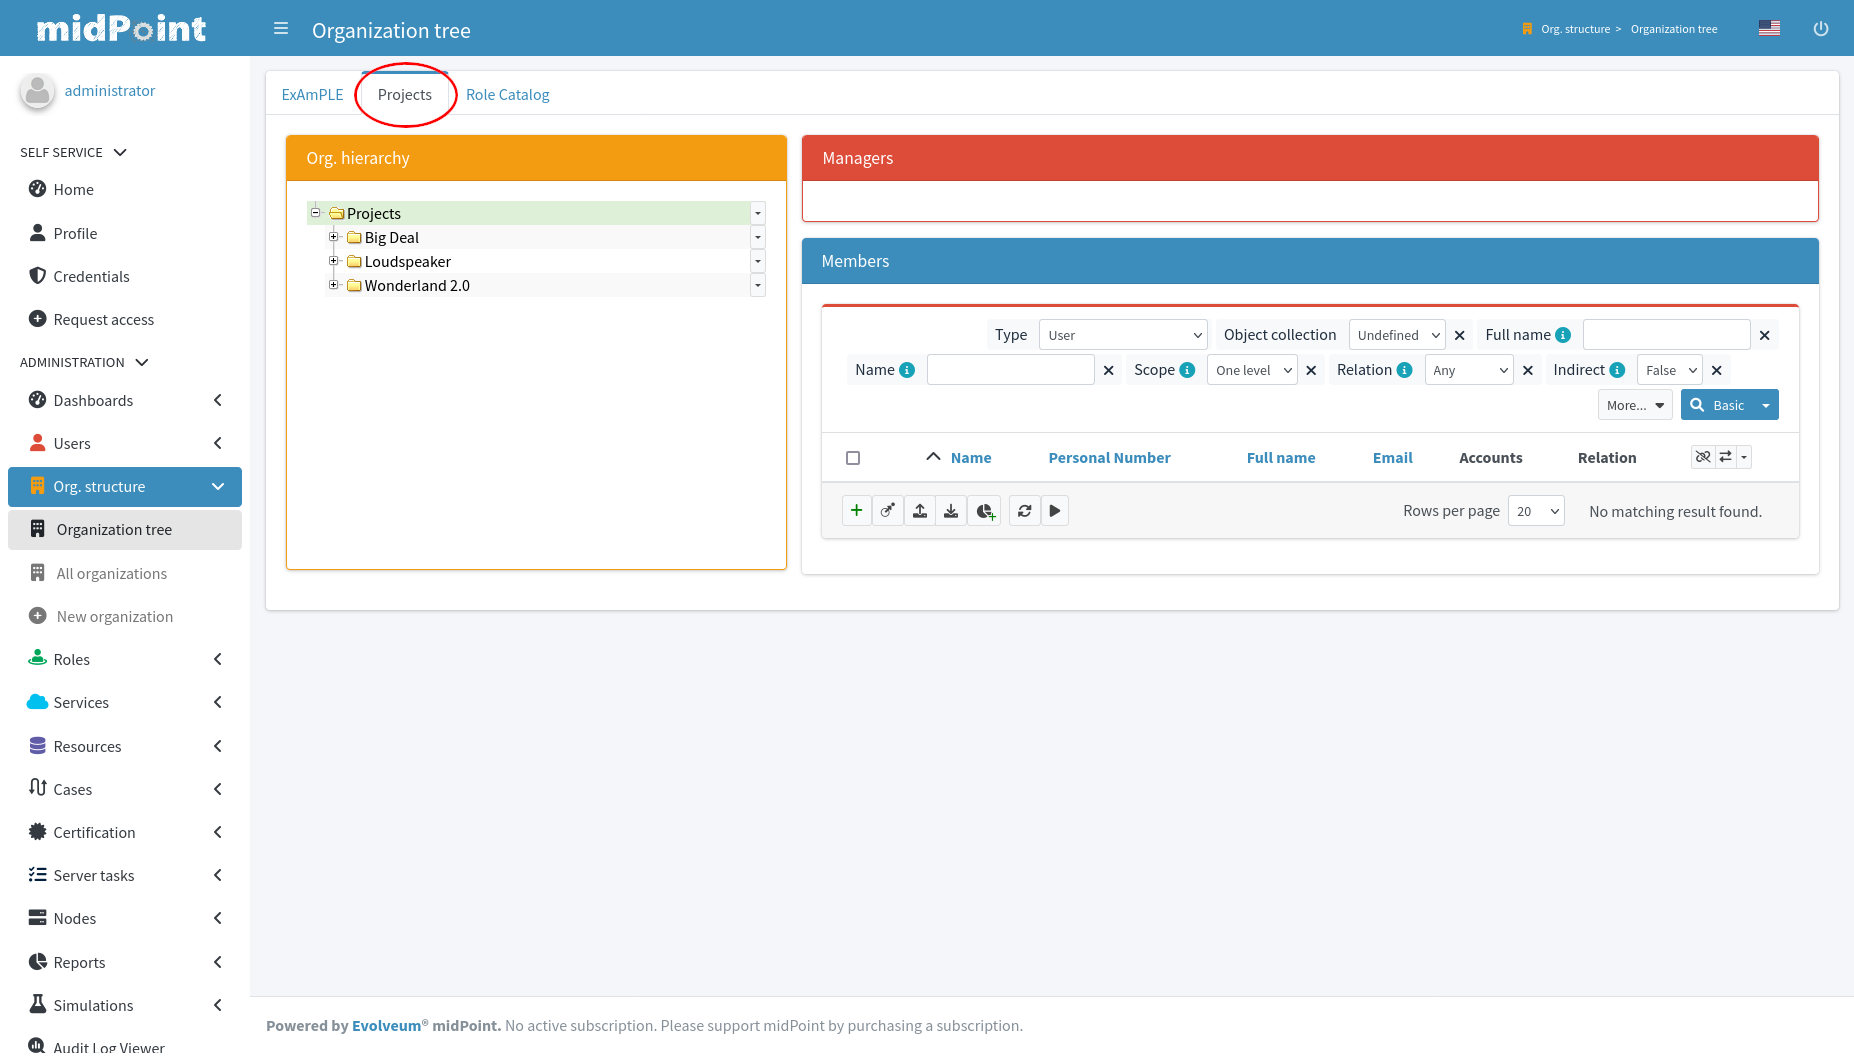 midPoint
Organization tree
Org. structure > Organization tree
administrator
SELF SERVICE
Home
Profile
Credentials
Request access
ADMINISTRATION
Dashboards
Users
Org. structure
Organization tree
All organizations
New organization
Roles
Services
Resources
Cases
Certification
Server tasks
Nodes
Reports
Simulations
Audit Log Viewer
ExAmPLE Projects Role Catalog
Org. hierarchy
Projects
Big Deal
Loudspeaker
Wonderland 2.0
Managers
Members
Type User Object collection Undefined Full name
Name Scope One level Relation Any Indirect False
More... Basic
Name Personal Number Full name Email Accounts Relation
Rows per page 20 No matching result found.
Powered by Evolveum® midPoint. No active subscription. Please support midPoint by purchasing a subscription.